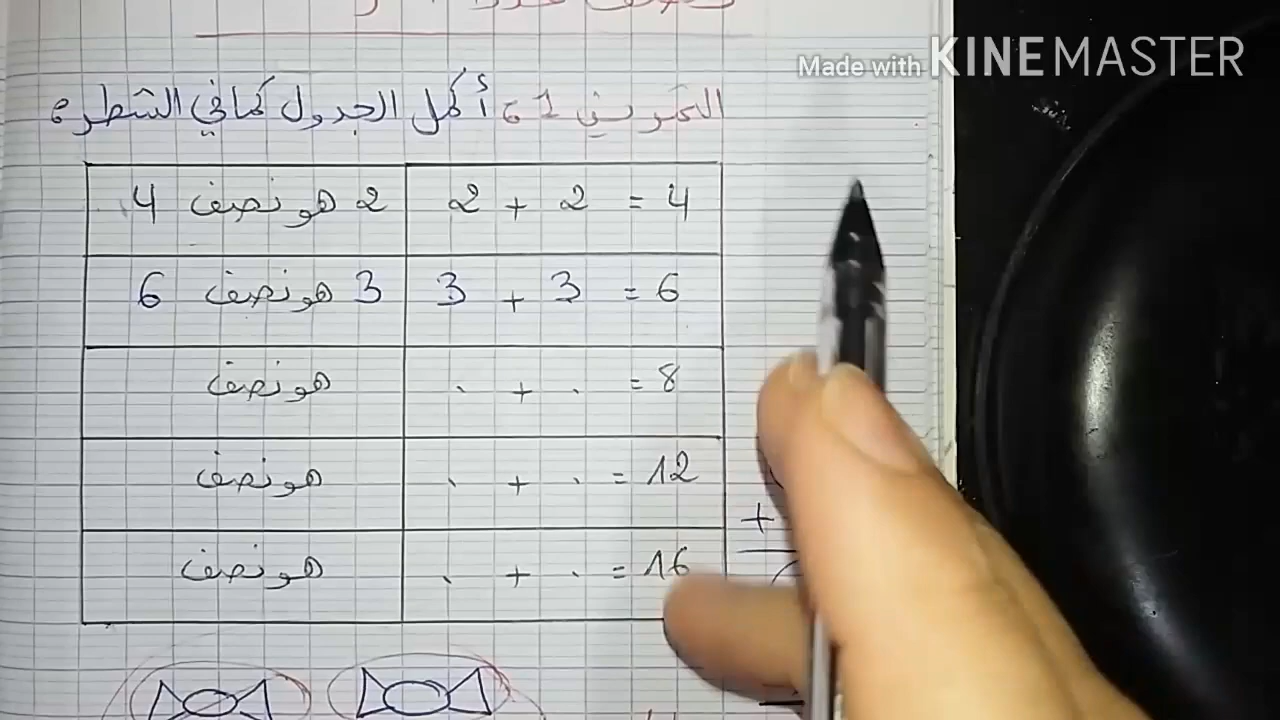 Made with KINEMASTER
التمرين 1 : أكمل الجدول كما في الشطر :
2 + 2 = 4 | 2 هو نصف 4
3 + 3 = 6 | 3 هو نصف 6
. + . = 8 | هو نصف
. + . = 12 | هو نصف
. + . = 16 | هو نصف
+